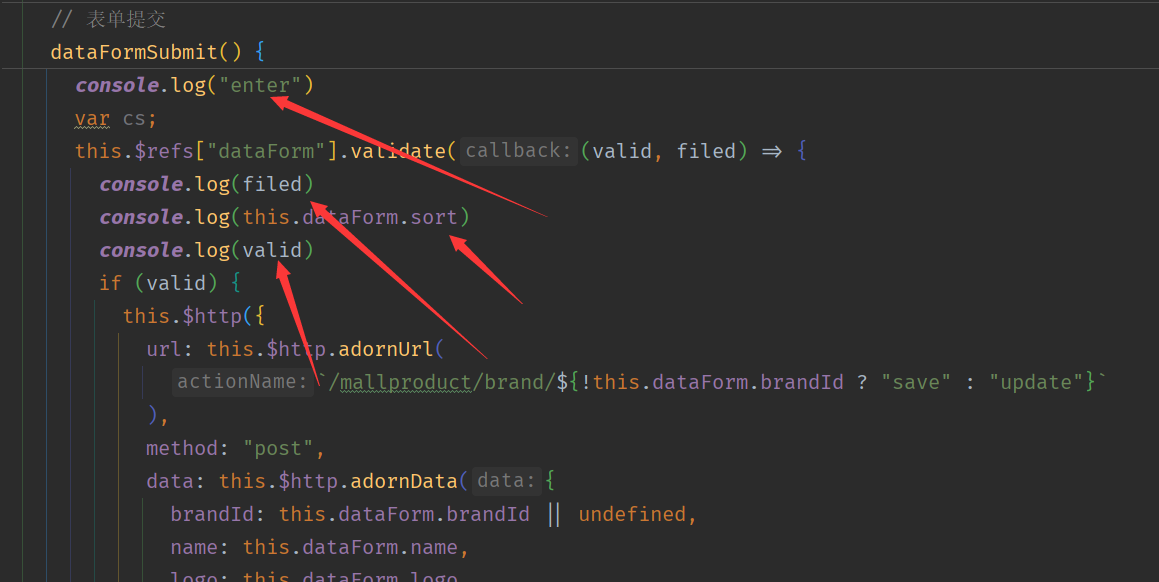 // 表单提交
dataFormSubmit() {
console.log("enter")
var cs;
this.$refs["dataForm"].validate( callback: (valid, filed) => {
console.log(filed)
console.log(this.dataForm.sort)
console.log(valid)
if (valid) {
this.$http({
url: this.$http.adornUrl(
actionName: `/mallproduct/brand/${!this.dataForm.brandId ? "save" : "update"}`
),
method: "post",
data: this.$http.adornData( data: {
brandId: this.dataForm.brandId || undefined,
name: this.dataForm.name,
logo: this.dataForm.logo